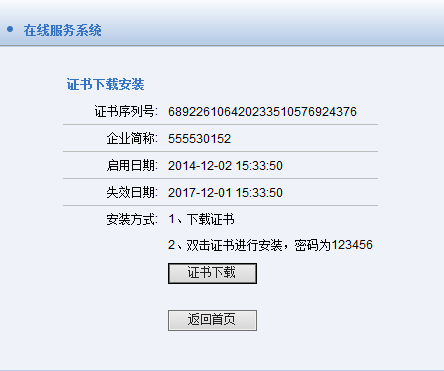 在线服务系统
证书下载安装
证书序列号: 689226106420233510576924376
企业简称: 555530152
启用日期: 2014-12-02 15:33:50
失效日期: 2017-12-01 15:33:50
安装方式: 1、下载证书
2、双击证书进行安装，密码为123456
证书下载
返回首页